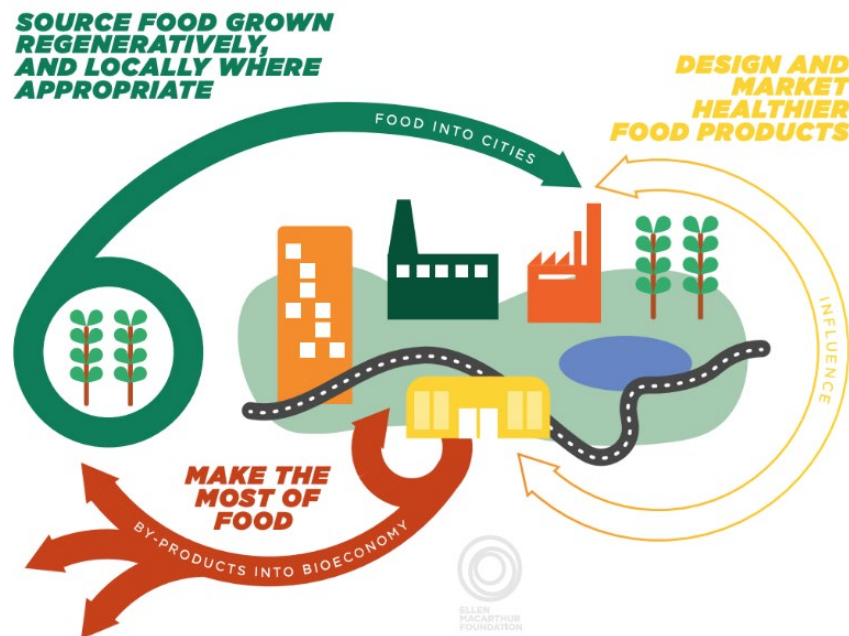 SOURCE FOOD GROWN
REGENERATIVELY,
AND LOCALLY WHERE
APPROPRIATE
DESIGN AND
MARKET
HEALTHIER
FOOD PRODUCTS
FOOD INTO CITIES
INFLUENCE
MAKE THE
MOST OF
FOOD
BY-PRODUCTS INTO BIOECONOMY
ELLEN
MACARTHUR
FOUNDATION